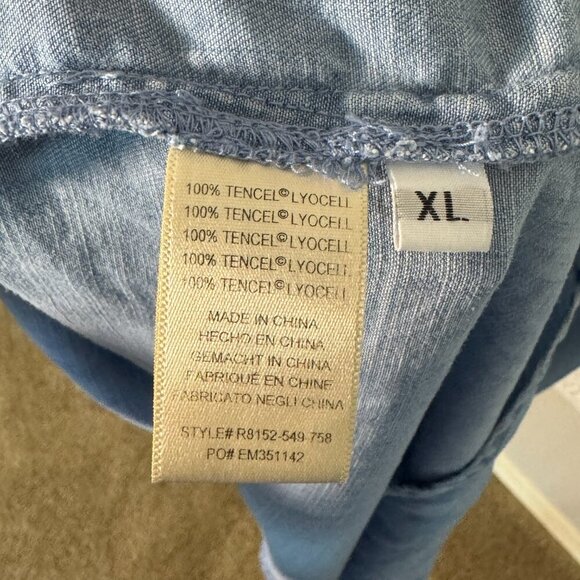 100% TENCEL©LYOCELL
100% TENCEL©LYOCELL
100% TENCEL©LYOCELL
100% TENCEL©LYOCELL
100% TENCEL©LYOCELL
MADE IN CHINA
HECHO EN CHINA
GEMACHT IN CHINA
FABRIQUÉ EN CHINE
FABRICATO NEGLI CHINA
STYLE# R8152-549-758
PO# EM351142
XL